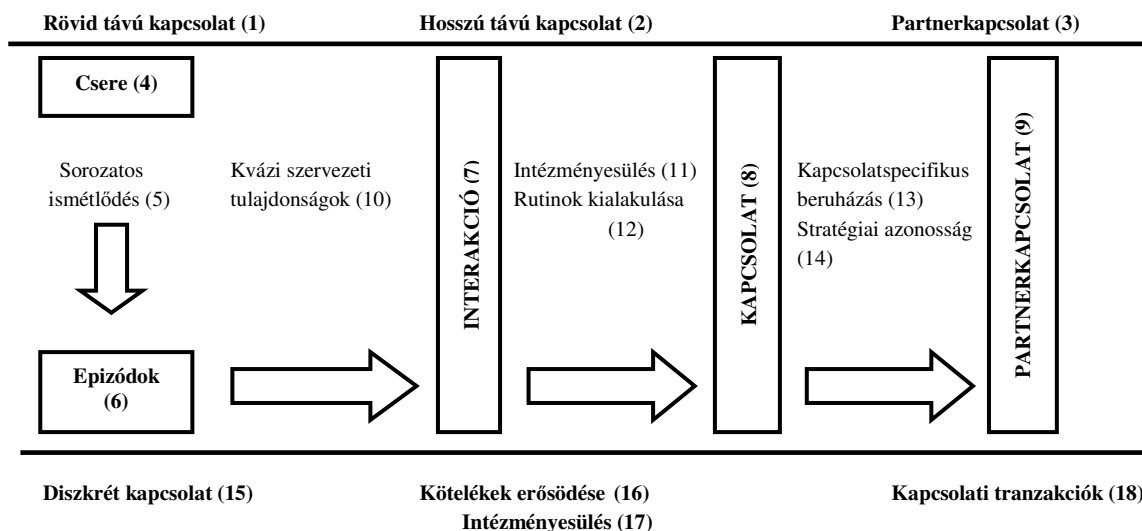 Rövid távú kapcsolat (1)
Hosszú távú kapcsolat (2)
Partnerkapcsolat (3)
Csere (4)
Sorozatos
ismétlődés (5)
Epizódok
(6)
Kvázi szervezeti
tulajdonságok (10)
INTERAKCIÓ (7)
Intézményesülés (11)
Rutinok kialakulása
(12)
KAPCSOLAT (8)
Kapcsolatspecifikus
beruházás (13)
Stratégiai azonosság
(14)
PARTNERKAPCSOLAT (9)
Diszkrét kapcsolat (15)
Kötelékek erősödése (16)
Intézményesülés (17)
Kapcsolati tranzakciók (18)